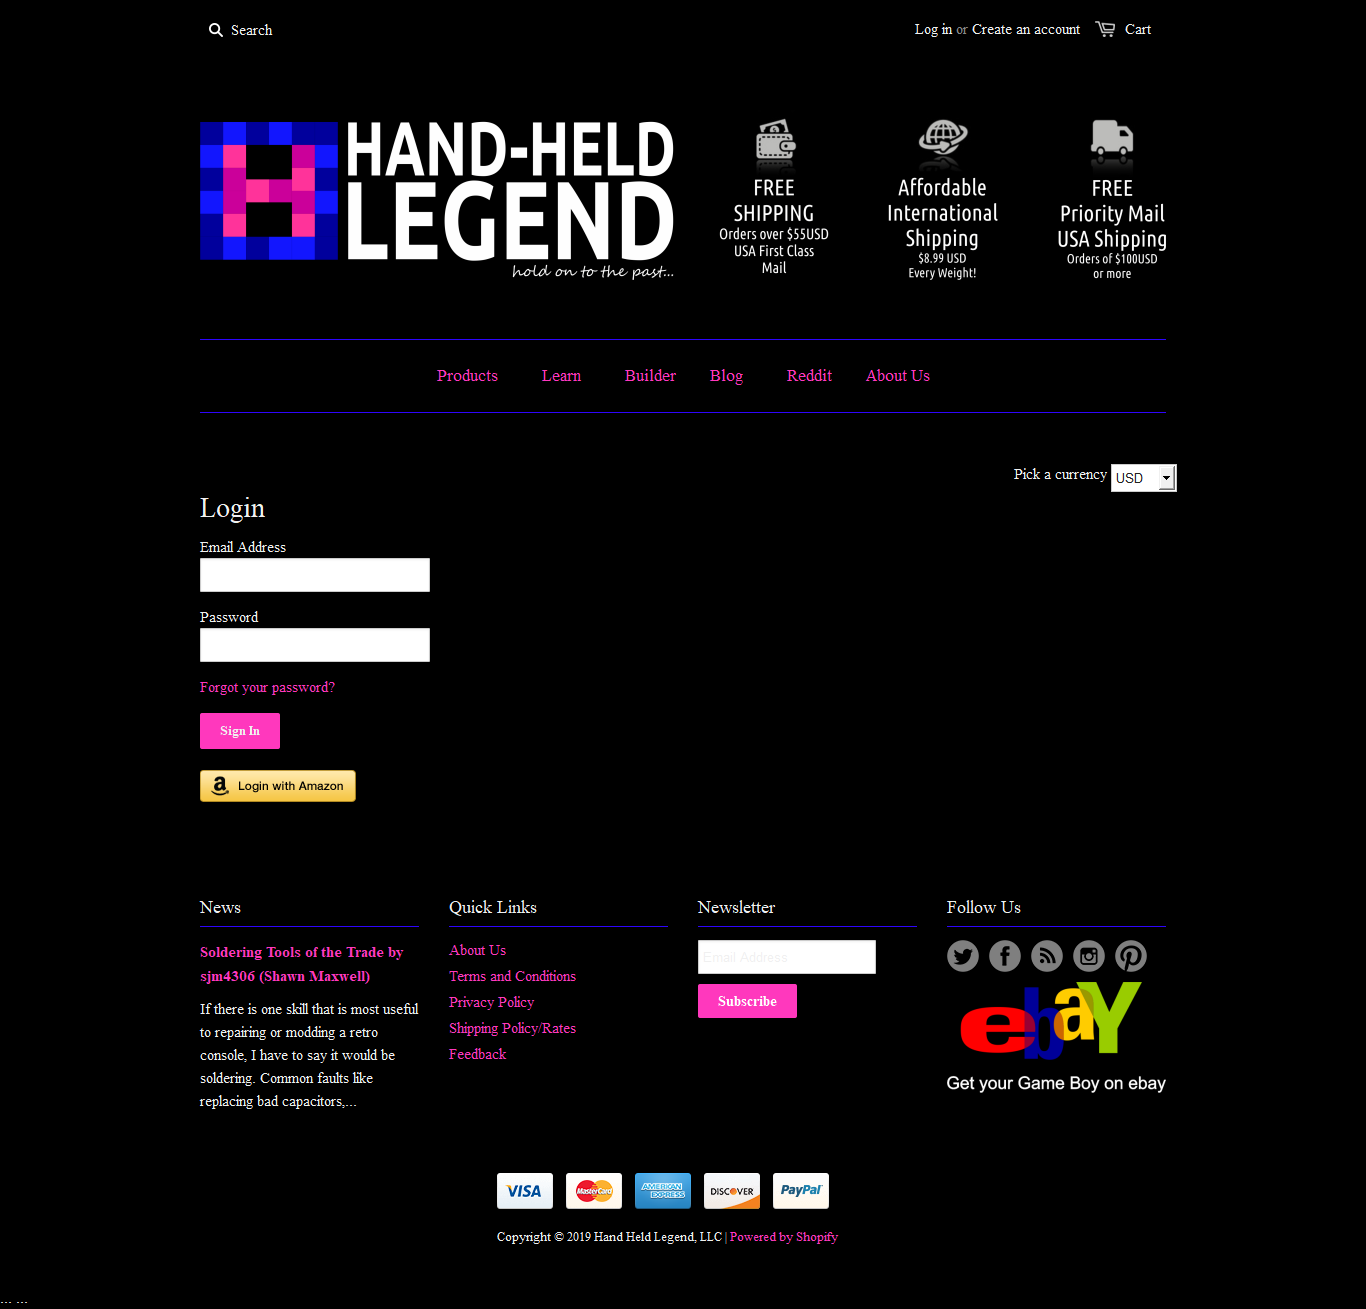 Search
Log in or Create an account
Cart
HAND-HELD
LEGEND
hold on to the past...
FREE
SHIPPING
Orders over $55USD
USA First Class
Mail
Affordable
International
Shipping
$8.99 USD
Every Weight!
FREE
Priority Mail
USA Shipping
Orders of $100USD
or more
Products
Learn
Builder
Blog
Reddit
About Us
Pick a currency USD
Login
Email Address
Password
Forgot your password?
Sign In
Login with Amazon
News
Soldering Tools of the Trade by
sjm4306 (Shawn Maxwell)
If there is one skill that is most useful
to repairing or modding a retro
console, I have to say it would be
soldering. Common faults like
replacing bad capacitors,...
Quick Links
About Us
Terms and Conditions
Privacy Policy
Shipping Policy/Rates
Feedback
Newsletter
Email Address
Subscribe
Follow Us
ebaY
Get your Game Boy on ebay
VISA
MasterCard
AMERICAN EXPRESS
DISCOVER
PayPal
Copyright © 2019 Hand Held Legend, LLC | Powered by Shopify
... ...